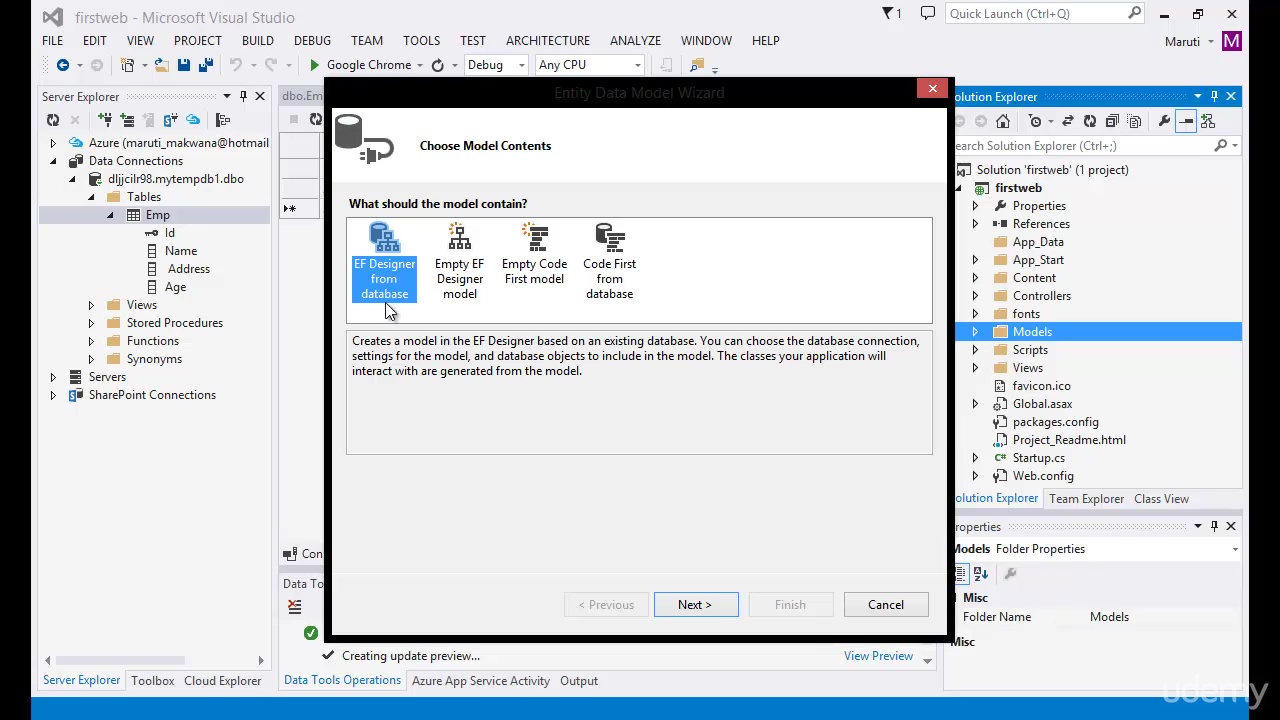 firstweb - Microsoft Visual Studio
1
Quick Launch (Ctrl+Q)
FILE EDIT VIEW PROJECT BUILD DEBUG TEAM TOOLS TEST ARCHITECTURE ANALYZE WINDOW HELP
Maruti M
Google Chrome Debug Any CPU
Server Explorer
Azure (maruti_makwana@hotmail
Data Connections
dljjcilr98.mytempdb1.dbo
Tables
Emp
Id
Name
Address
Age
Views
Stored Procedures
Functions
Synonyms
Servers
SharePoint Connections
Server Explorer Toolbox Cloud Explorer
dbo.Em
Con
Data To
Entity Data Model Wizard
Choose Model Contents
What should the model contain?
EF Designer
from
database
Empty EF
Designer
model
Empty Code
First model
Code First
from
database
Creates a model in the EF Designer based on an existing database. You can choose the database connection,
settings for the model, and database objects to include in the model. The classes your application will
interact with are generated from the model.
< Previous Next > Finish Cancel
Creating update preview... View Preview
Data Tools Operations Azure App Service Activity Output
olution Explorer
earch Solution Explorer (Ctrl+;)
Solution 'firstweb' (1 project)
firstweb
Properties
References
App_Data
App_Start
Content
Controllers
fonts
Models
Scripts
Views
favicon.ico
Global.asax
packages.config
Project_Readme.html
Startup.cs
Web.config
olution Explorer Team Explorer Class View
roperties
Models Folder Properties
Misc
Folder Name Models
Misc
udemy